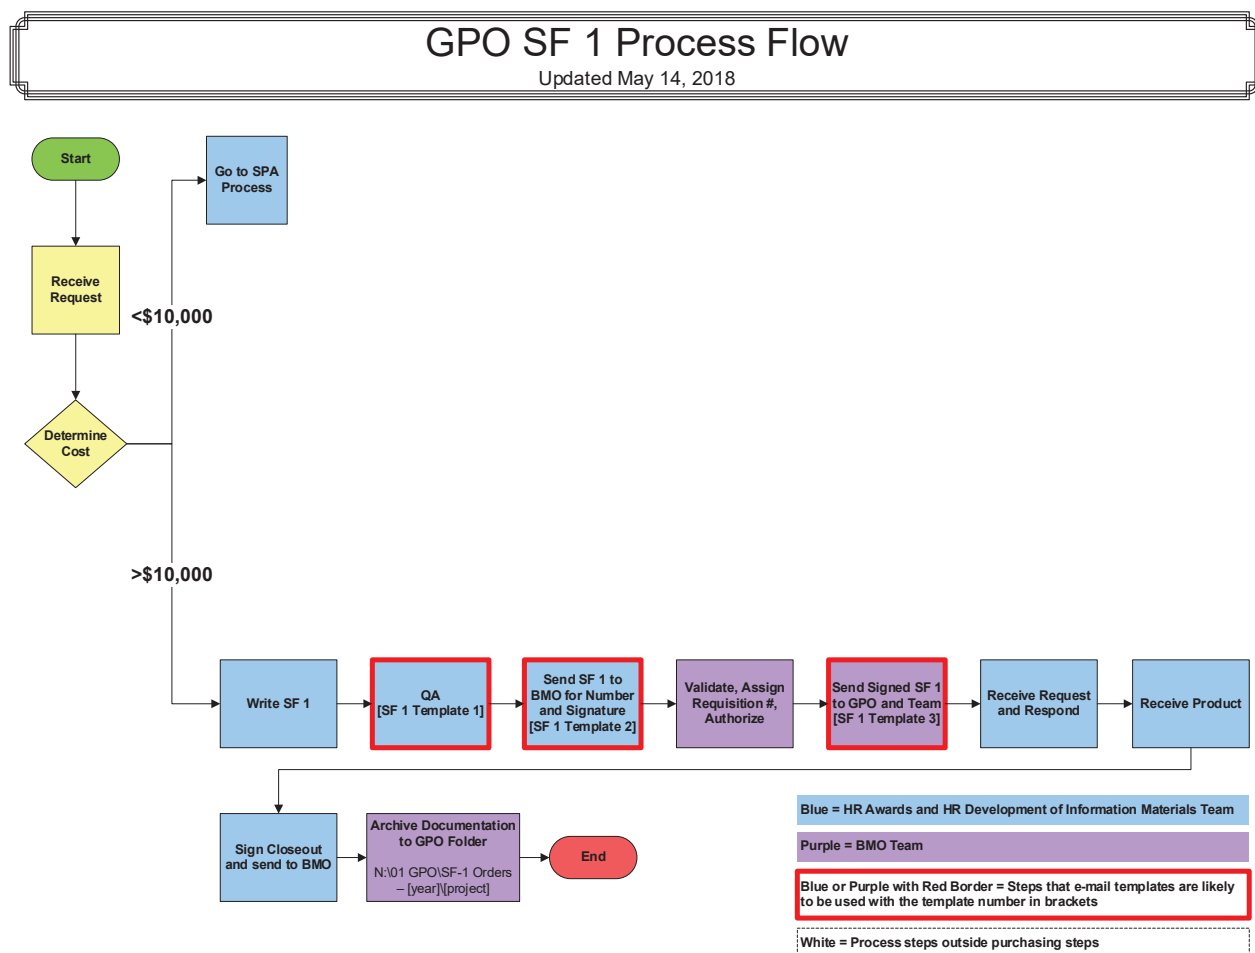 GPO SF 1 Process Flow
Updated May 14, 2018
Start
Go to SPA
Process
Receive
Request
<$10,000
Determine
Cost
>$10,000
Write SF 1
QA
[SF 1 Template 1]
Send SF 1 to
BMO for Number
and Signature
[SF 1 Template 2]
Validate, Assign
Requisition #,
Authorize
Send Signed SF 1
to GPO and Team
[SF 1 Template 3]
Receive Request
and Respond
Receive Product
Sign Closeout
and send to BMO
Archive Documentation
to GPO Folder
N:\01 GPO\SF-1 Orders
– [year]\[project]
End
Blue = HR Awards and HR Development of Information Materials Team
Purple = BMO Team
Blue or Purple with Red Border = Steps that e-mail templates are likely
to be used with the template number in brackets
White = Process steps outside purchasing steps